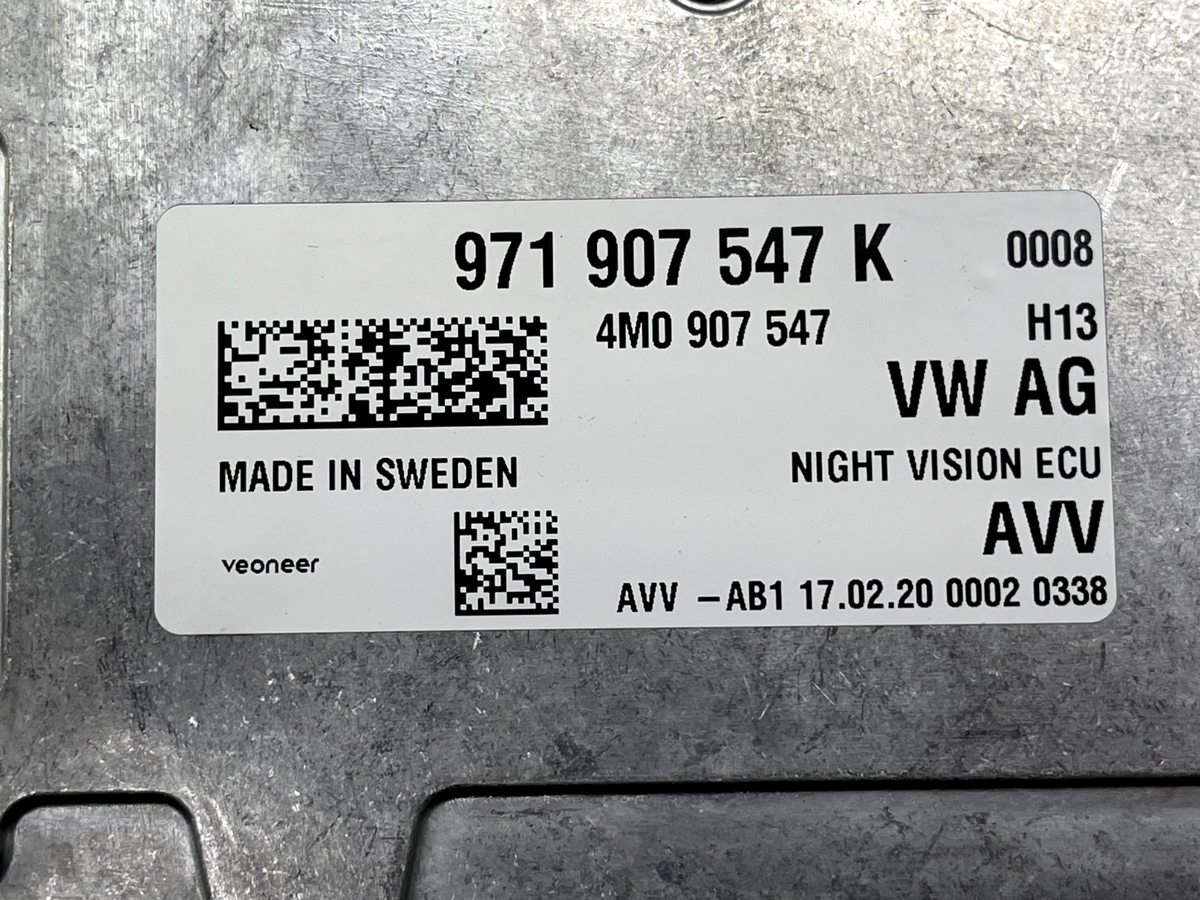 971 907 547 K 0008
4M0 907 547 H13
VW AG
MADE IN SWEDEN NIGHT VISION ECU
AVV
veoneer
AVV –AB1 17.02.20 0002 0338